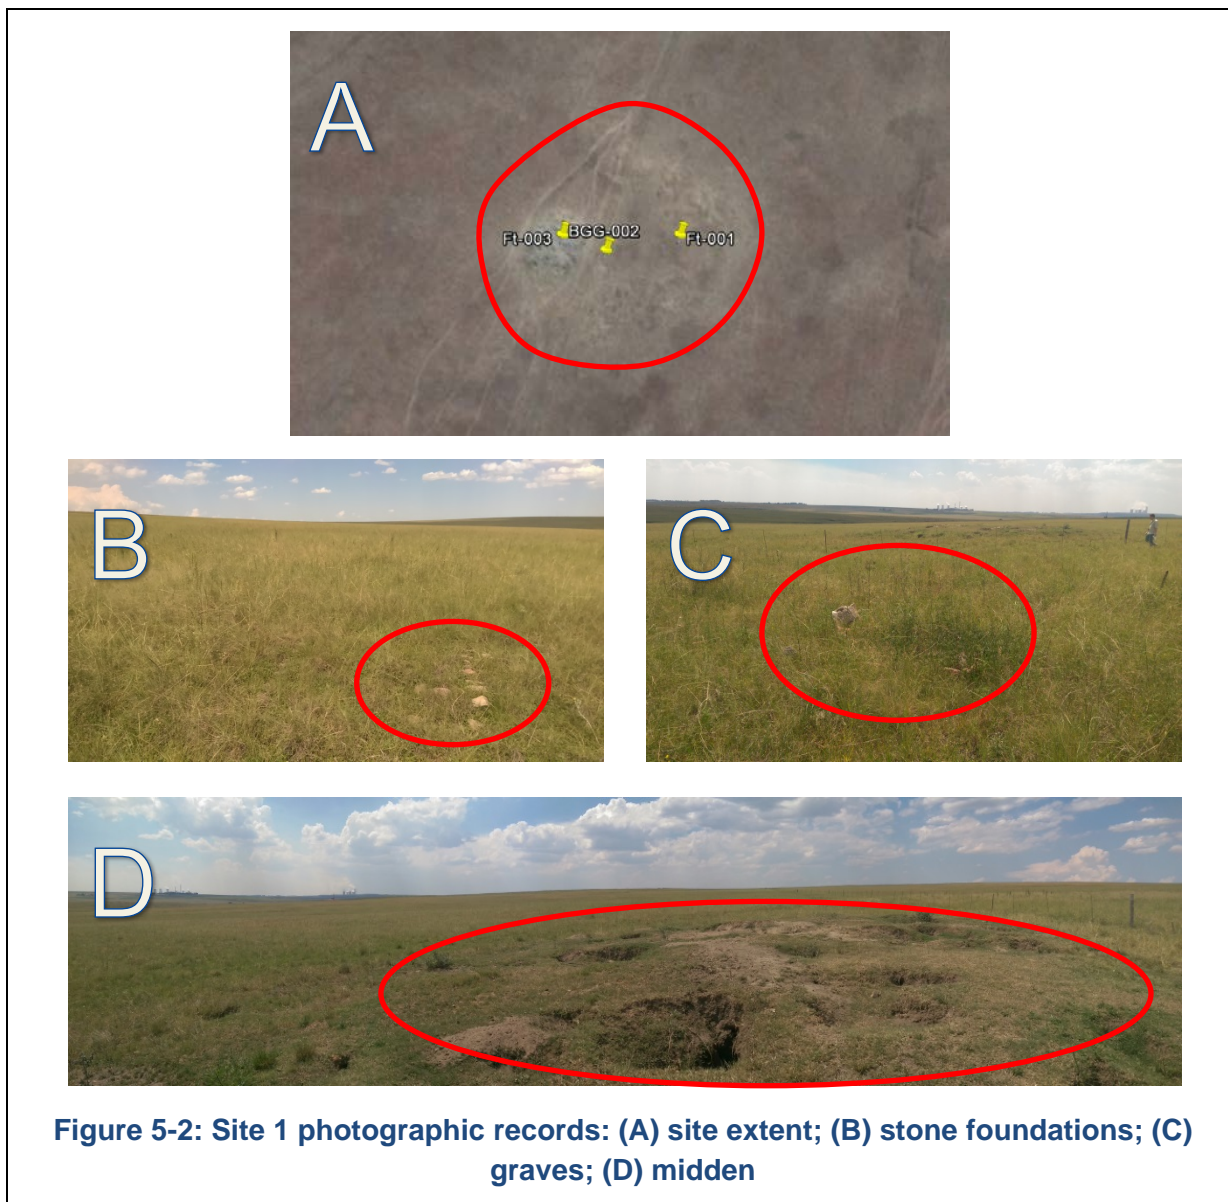 A
Ft-003 BGG-002 Ft-001
B
C
D
Figure 5-2: Site 1 photographic records: (A) site extent; (B) stone foundations; (C)
graves; (D) midden